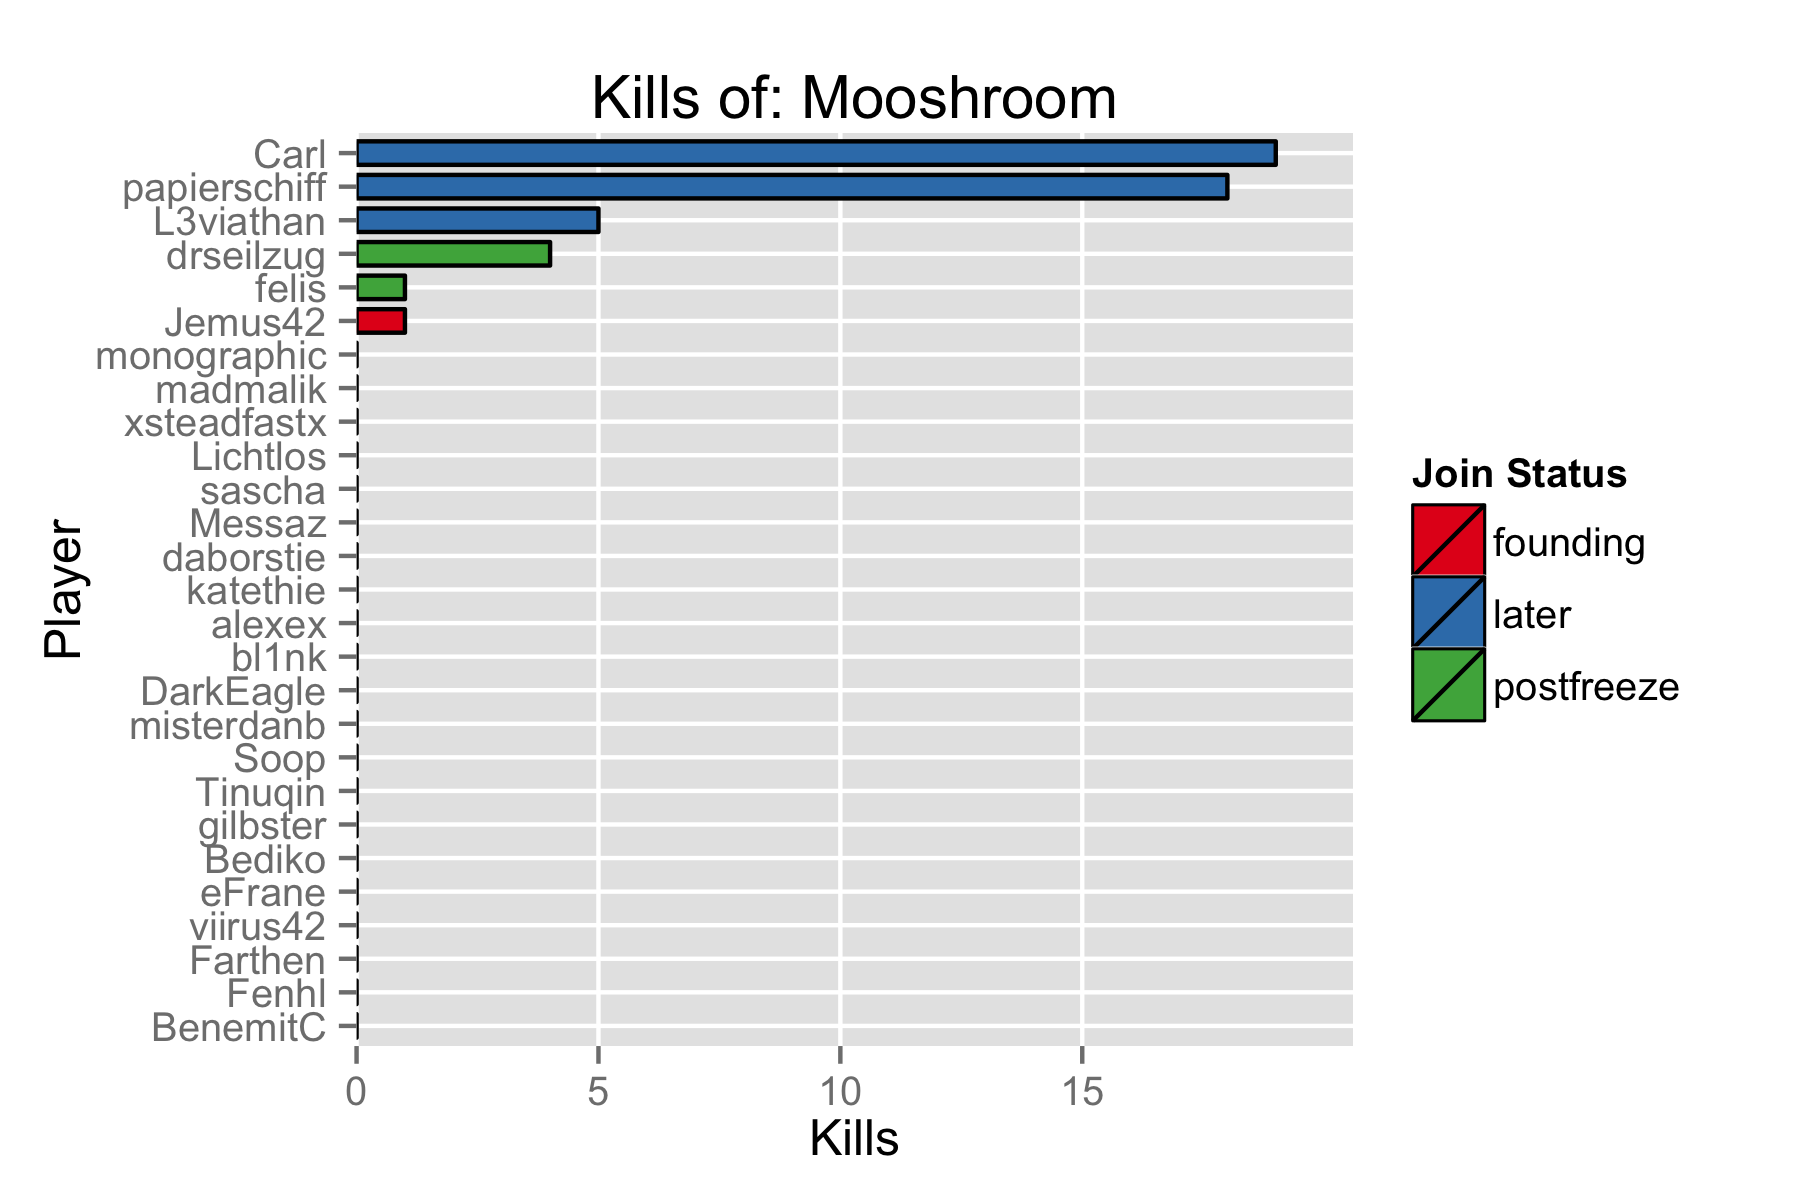 Kills of: Mooshroom
Carl
papierschiff
L3viathan
drseilzug
felis
Jemus42
monographic
madmalik
xsteadfastx
Lichtlos
sascha
Messaz
daborstie
katethie
alexex
bl1nk
DarkEagle
misterdanb
Soop
Tinuqin
gilbster
Bediko
eFrane
viirus42
Farthen
Fenhl
BenemitC
Player
0 5 10 15
Kills
Join Status
founding
later
postfreeze